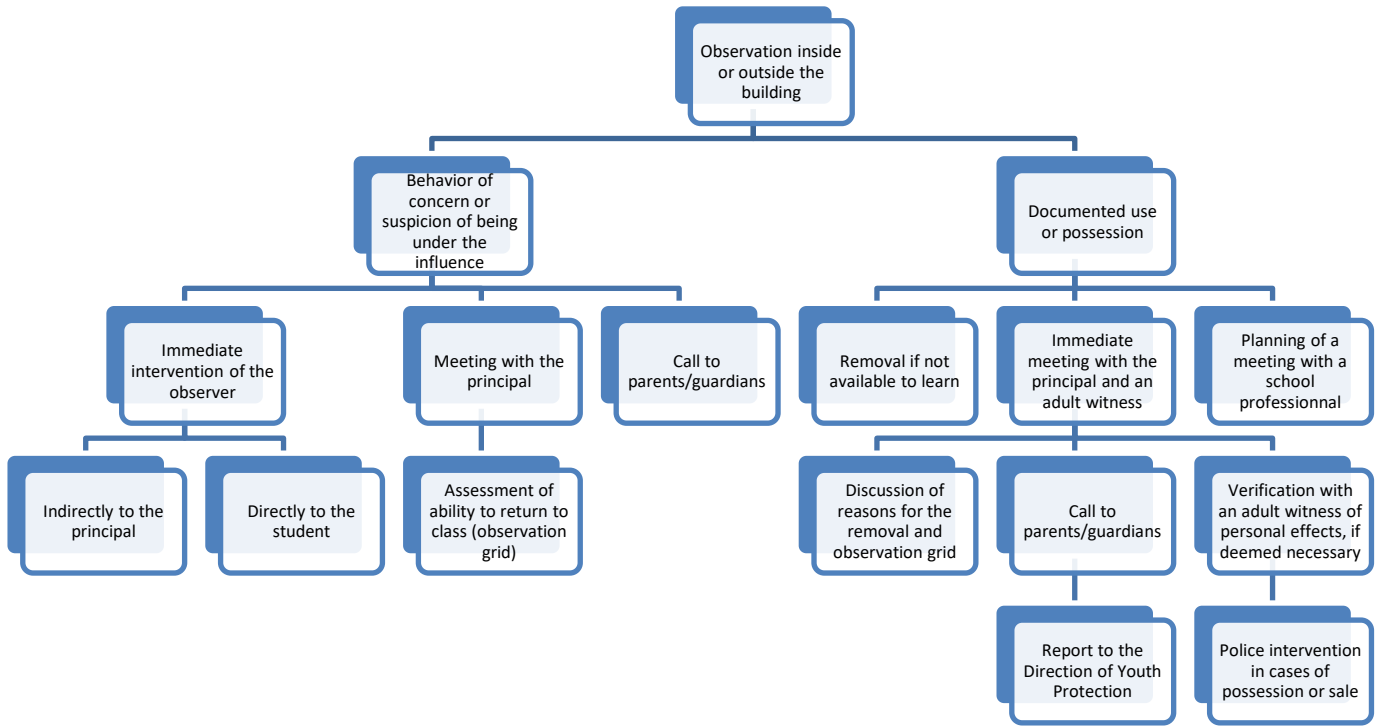 Observation inside
or outside the
building
Behavior of
concern or
suspicion of being
under the
influence
Documented use
or possession
Immediate
intervention of the
observer
Meeting with the
principal
Call to
parents/guardians
Removal if not
available to learn
Immediate
meeting with the
principal and an
adult witness
Planning of a
meeting with a
school
professionnal
Indirectly to the
principal
Directly to the
student
Assessment of
ability to return to
class (observation
grid)
Discussion of
reasons for the
removal and
observation grid
Call to
parents/guardians
Verification with
an adult witness of
personal effects, if
deemed necessary
Report to the
Direction of Youth
Protection
Police intervention
in cases of
possession or sale